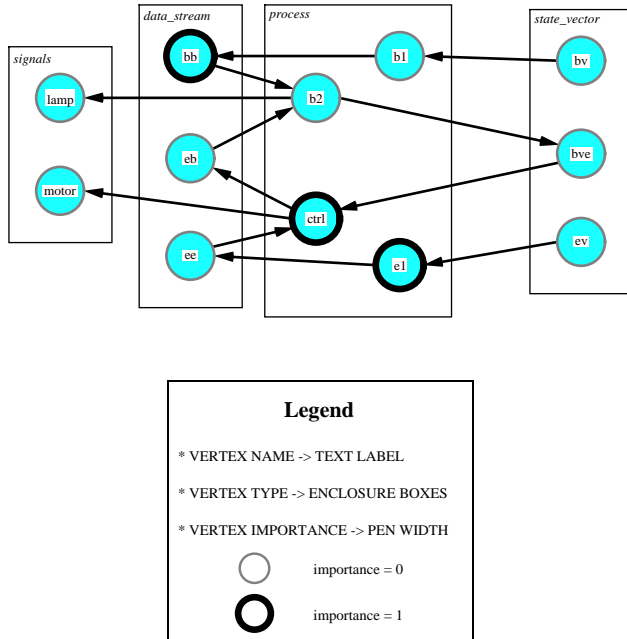 data_stream
process
state_vector
signals
bb
b1
bv
lamp
b2
eb
bve
motor
ctrl
ee
e1
ev
Legend
* VERTEX NAME -> TEXT LABEL
* VERTEX TYPE -> ENCLOSURE BOXES
* VERTEX IMPORTANCE -> PEN WIDTH
importance = 0
importance = 1